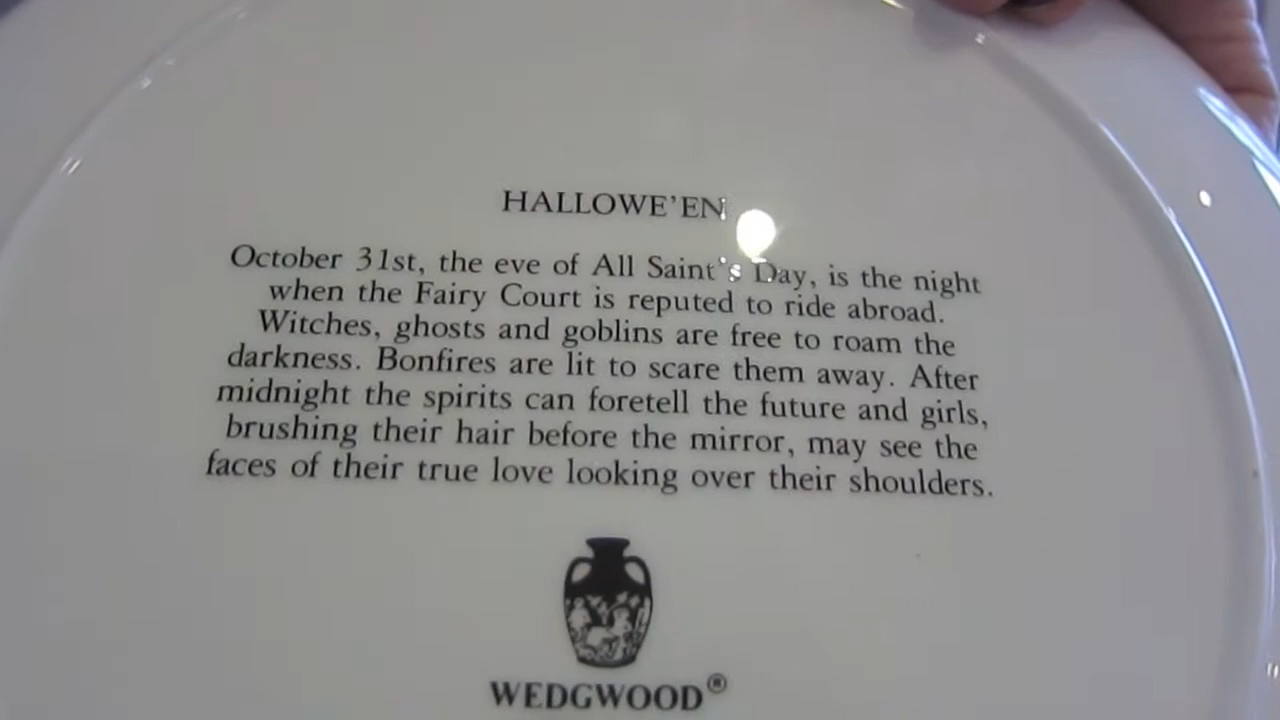 HALLOWE'EN
October 31st, the eve of All Saint's Day, is the night
when the Fairy Court is reputed to ride abroad.
Witches, ghosts and goblins are free to roam the
darkness. Bonfires are lit to scare them away. After
midnight the spirits can foretell the future and girls,
brushing their hair before the mirror, may see the
faces of their true love looking over their shoulders.
WEDGWOOD®